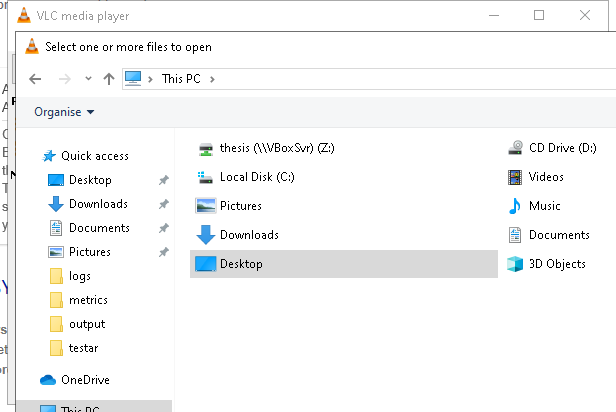 VLC media player
Select one or more files to open
This PC
Organise
Quick access
Desktop
Downloads
Documents
Pictures
logs
metrics
output
testar
OneDrive
This PC
thesis (\\VBoxSvr) (Z:)
CD Drive (D:)
Local Disk (C:)
Videos
Pictures
Music
Downloads
Documents
Desktop
3D Objects